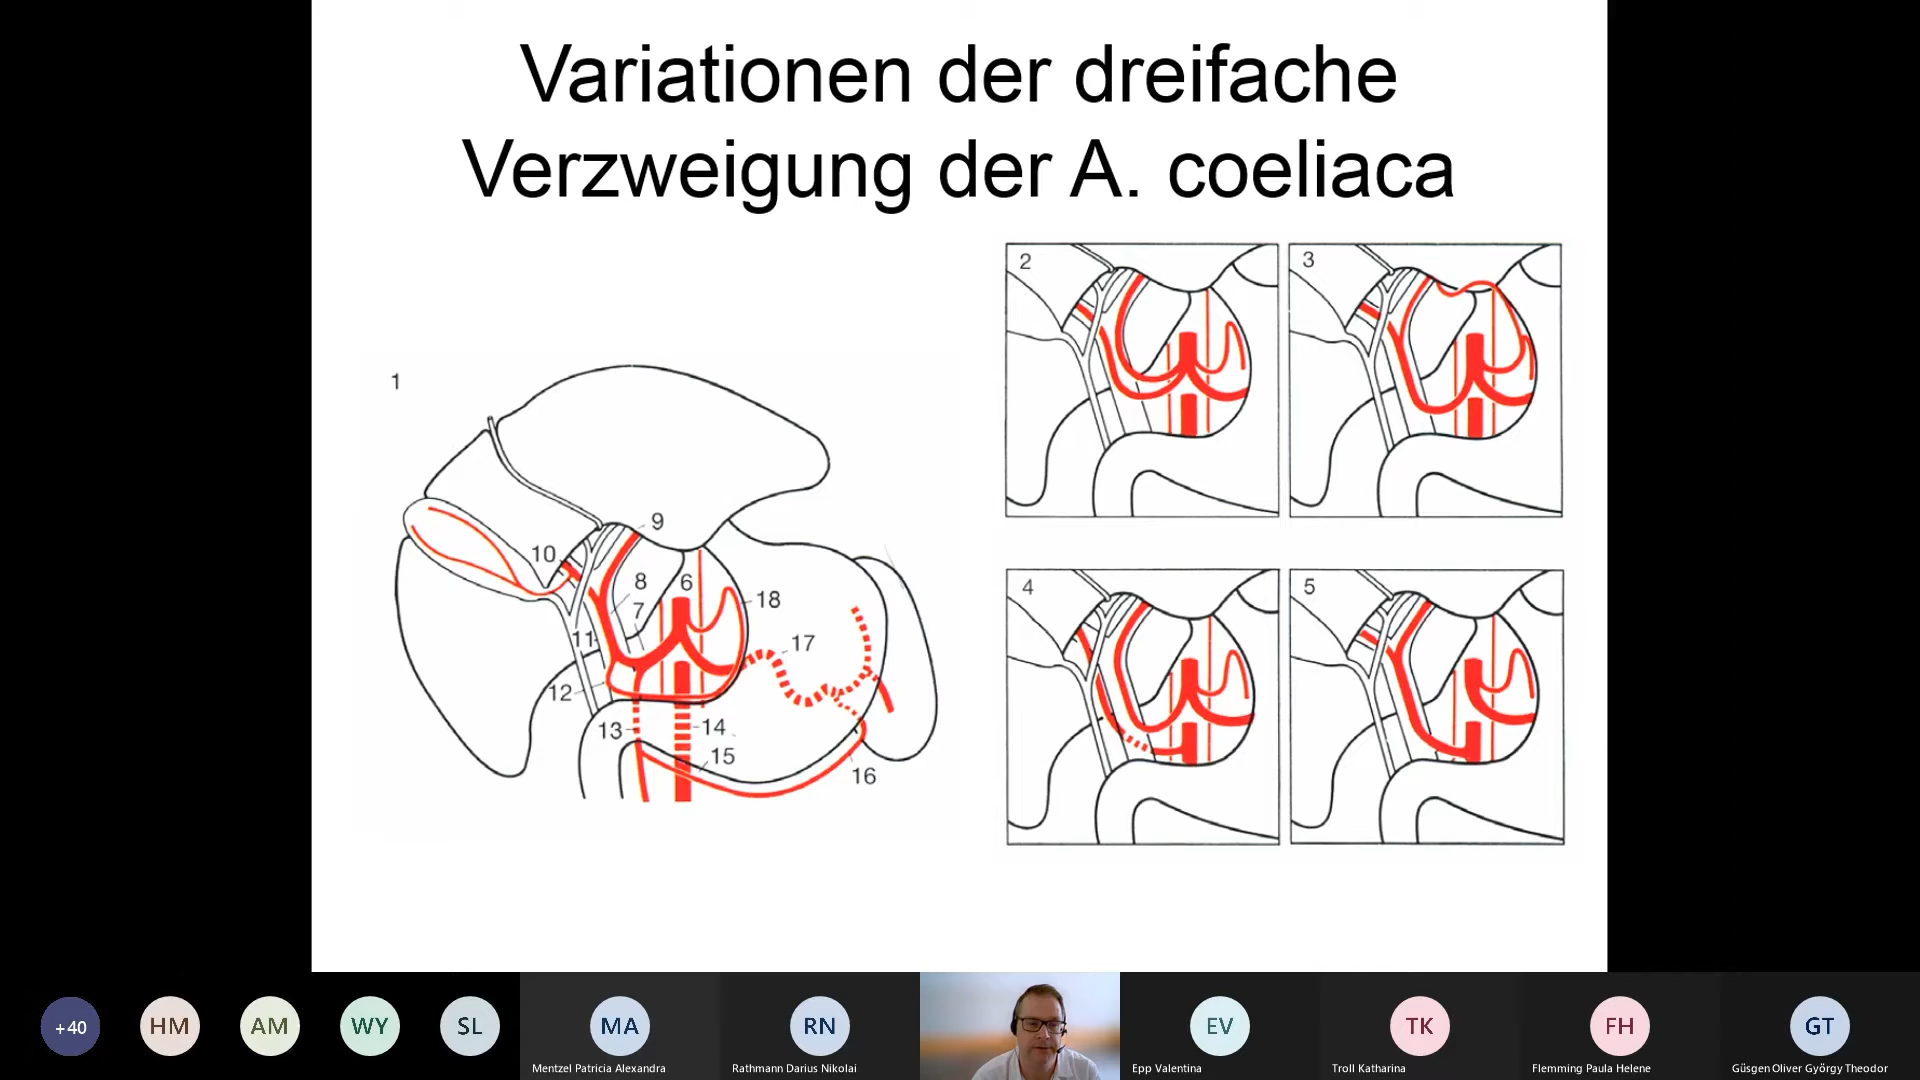 Variationen der dreifache
Verzweigung der A. coeliaca
1
9
10
8
6
7
18
11
17
12
13
14
15
16
2
3
4
5
+40
HM
AM
WY
SL
MA
RN
EV
TK
FH
GT
Mentzel Patricia Alexandra
Rathmann Darius Nikolai
Epp Valentina
Troll Katharina
Flemming Paula Helene
Güsgen Oliver György Theodor